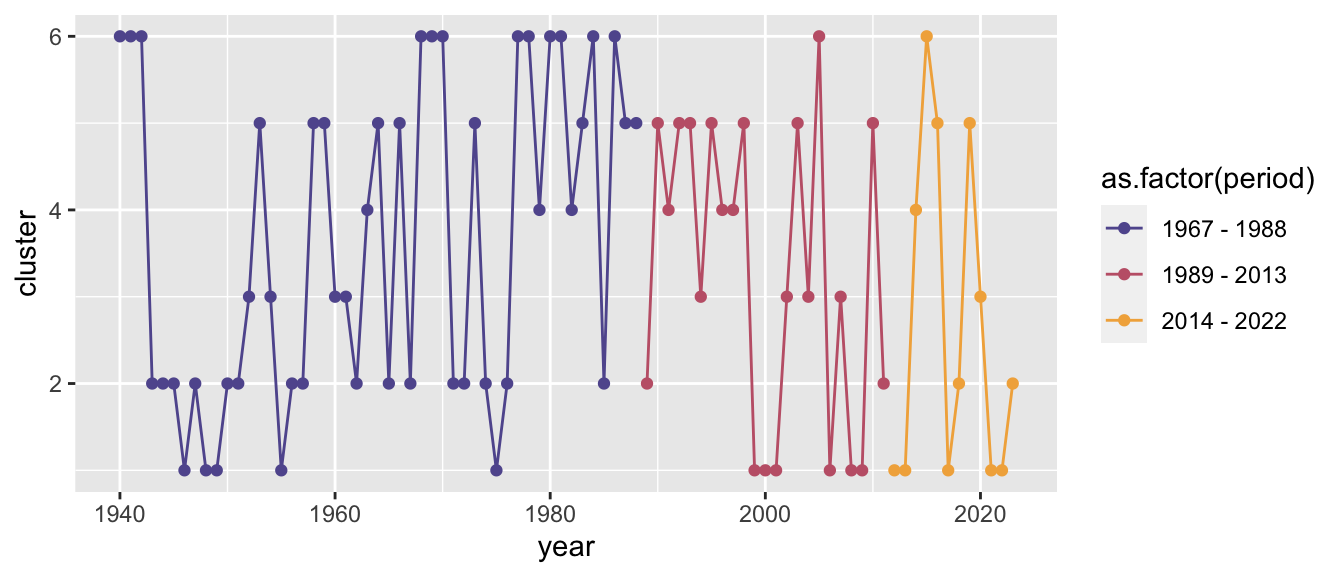 6
4
2
cluster
1940 1960 1980 2000 2020
year
as.factor(period)
1967 - 1988
1989 - 2013
2014 - 2022